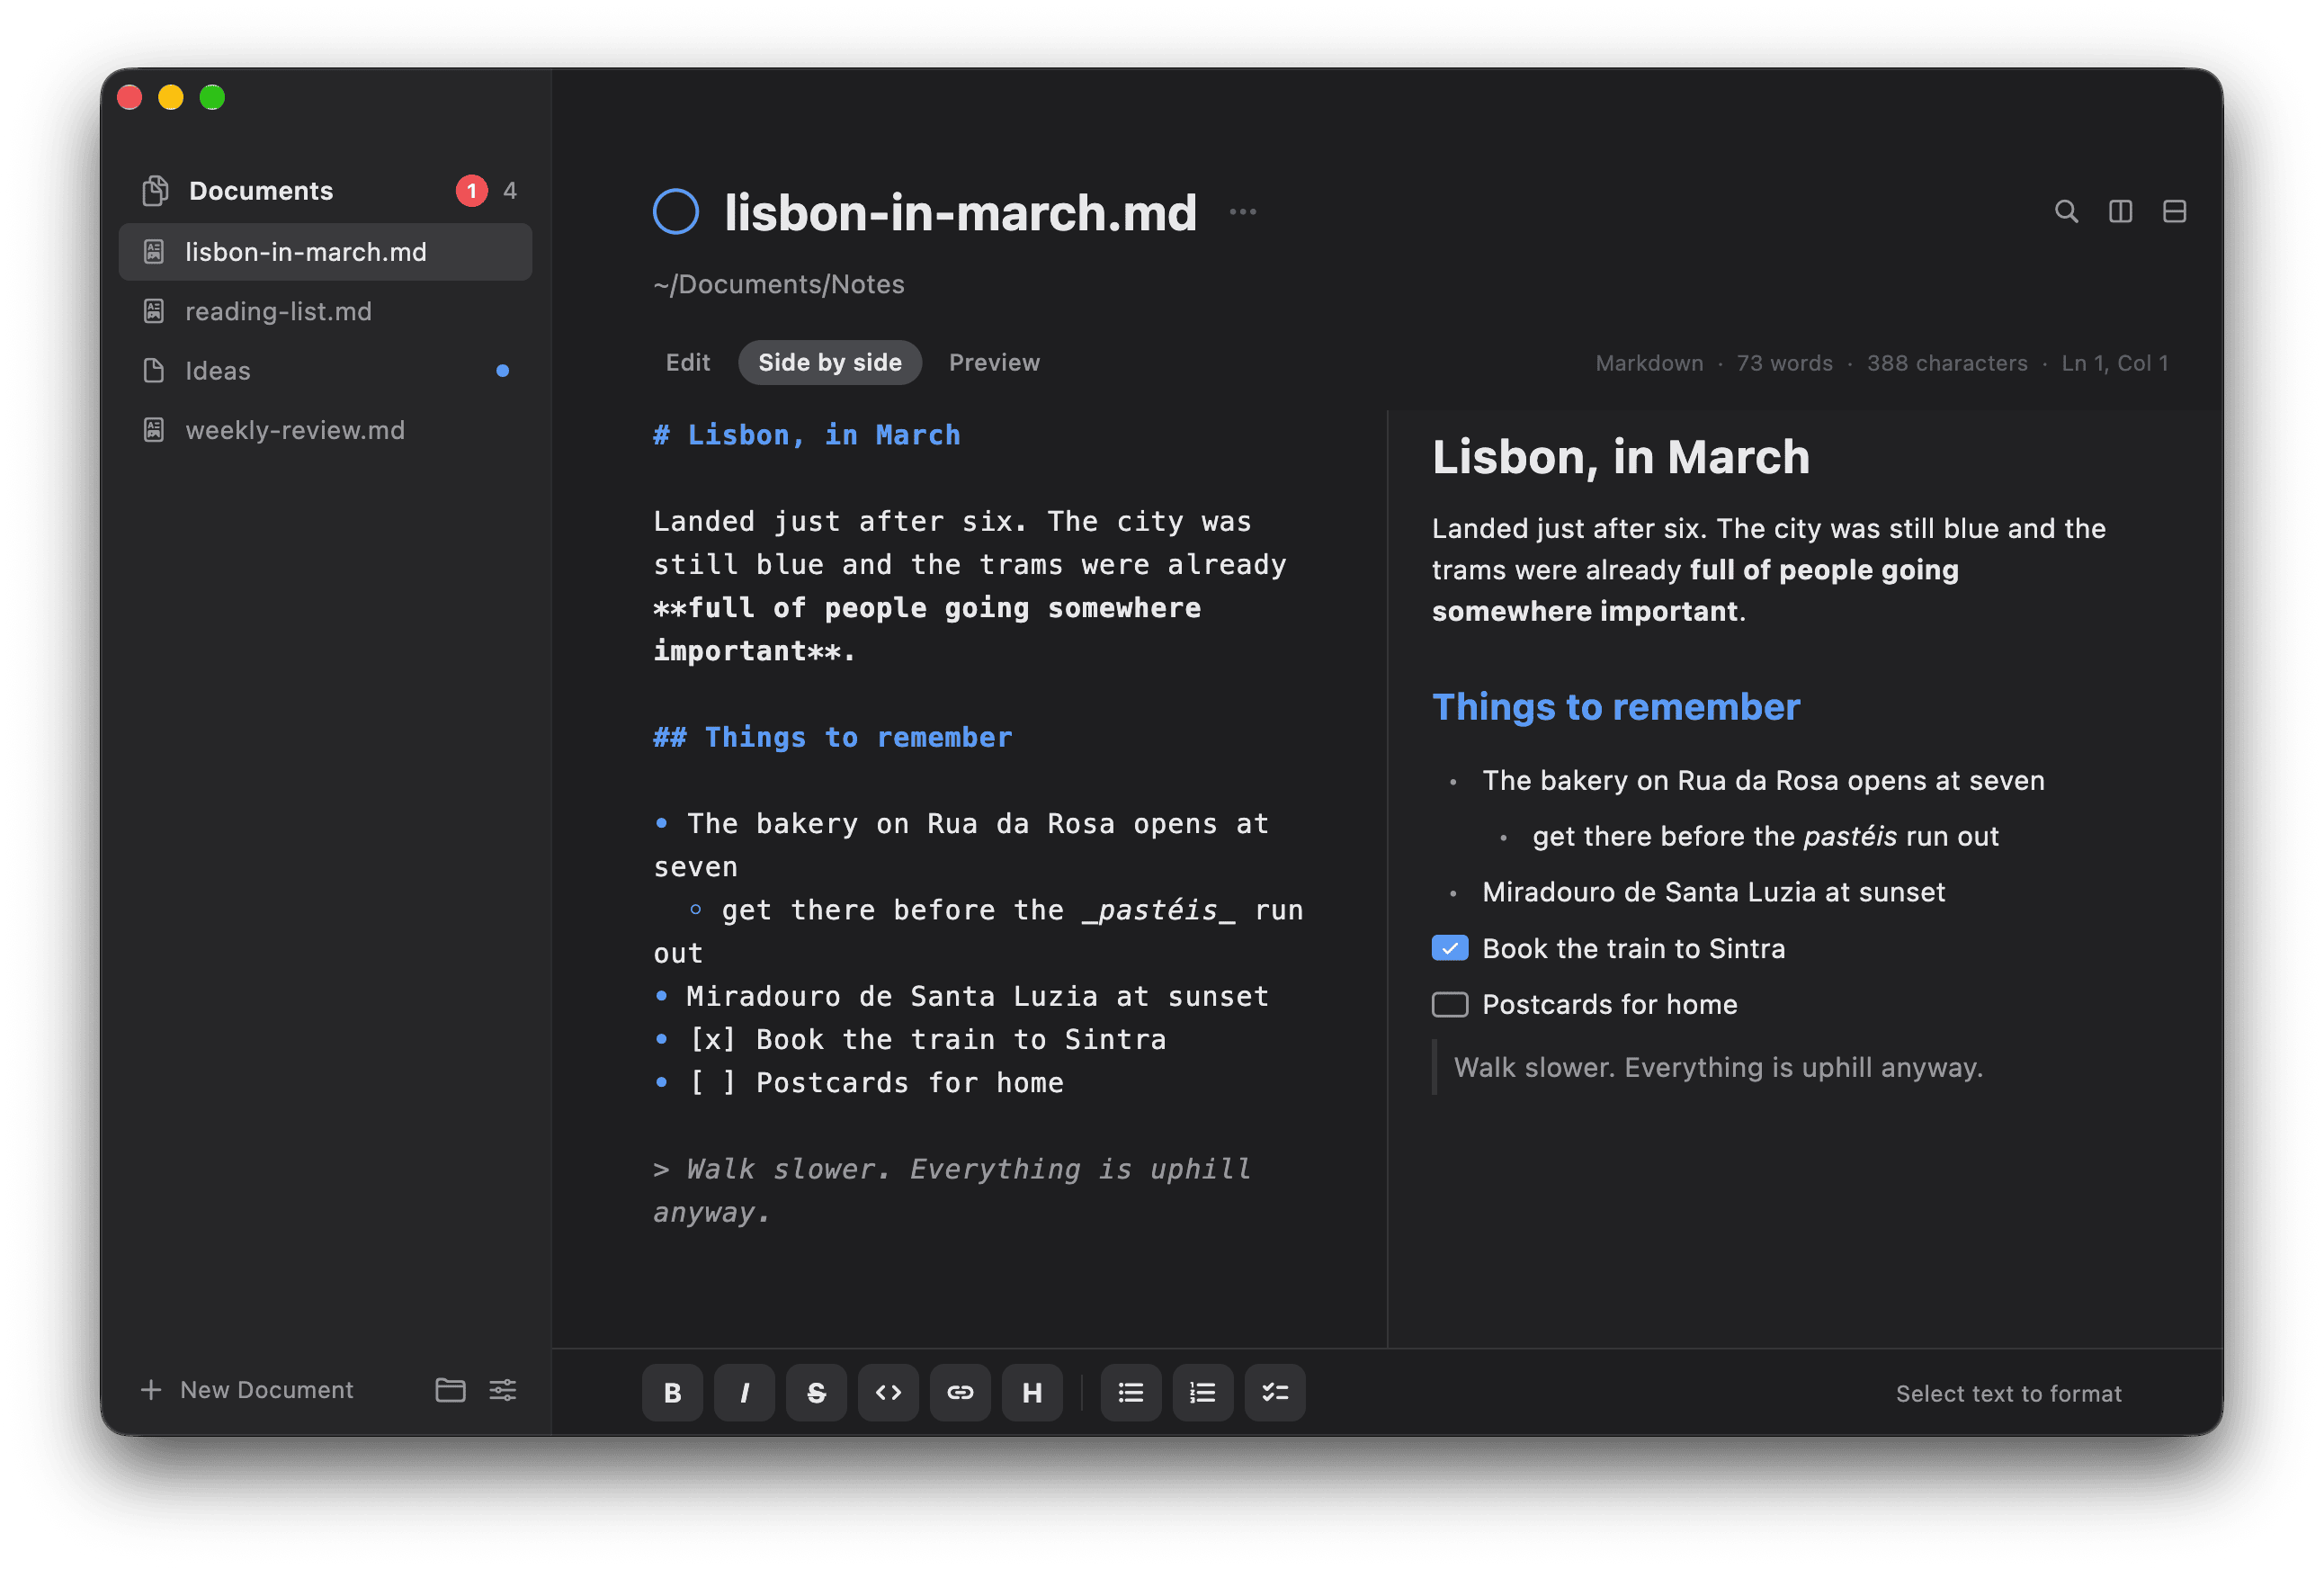 Documents 1 4
lisbon-in-march.md
reading-list.md
Ideas
weekly-review.md
New Document
lisbon-in-march.md
~/Documents/Notes
Edit Side by side Preview
Markdown · 73 words · 388 characters · Ln 1, Col 1
# Lisbon, in March
Landed just after six. The city was
still blue and the trams were already
**full of people going somewhere
important**.
## Things to remember
• The bakery on Rua da Rosa opens at
seven
◦ get there before the _pastéis_ run
out
• Miradouro de Santa Luzia at sunset
• [x] Book the train to Sintra
• [ ] Postcards for home
> Walk slower. Everything is uphill
anyway.
Lisbon, in March
Landed just after six. The city was still blue and the
trams were already full of people going
somewhere important.
Things to remember
• The bakery on Rua da Rosa opens at seven
• get there before the pastéis run out
• Miradouro de Santa Luzia at sunset
Book the train to Sintra
Postcards for home
Walk slower. Everything is uphill anyway.
B I S <> H
Select text to format